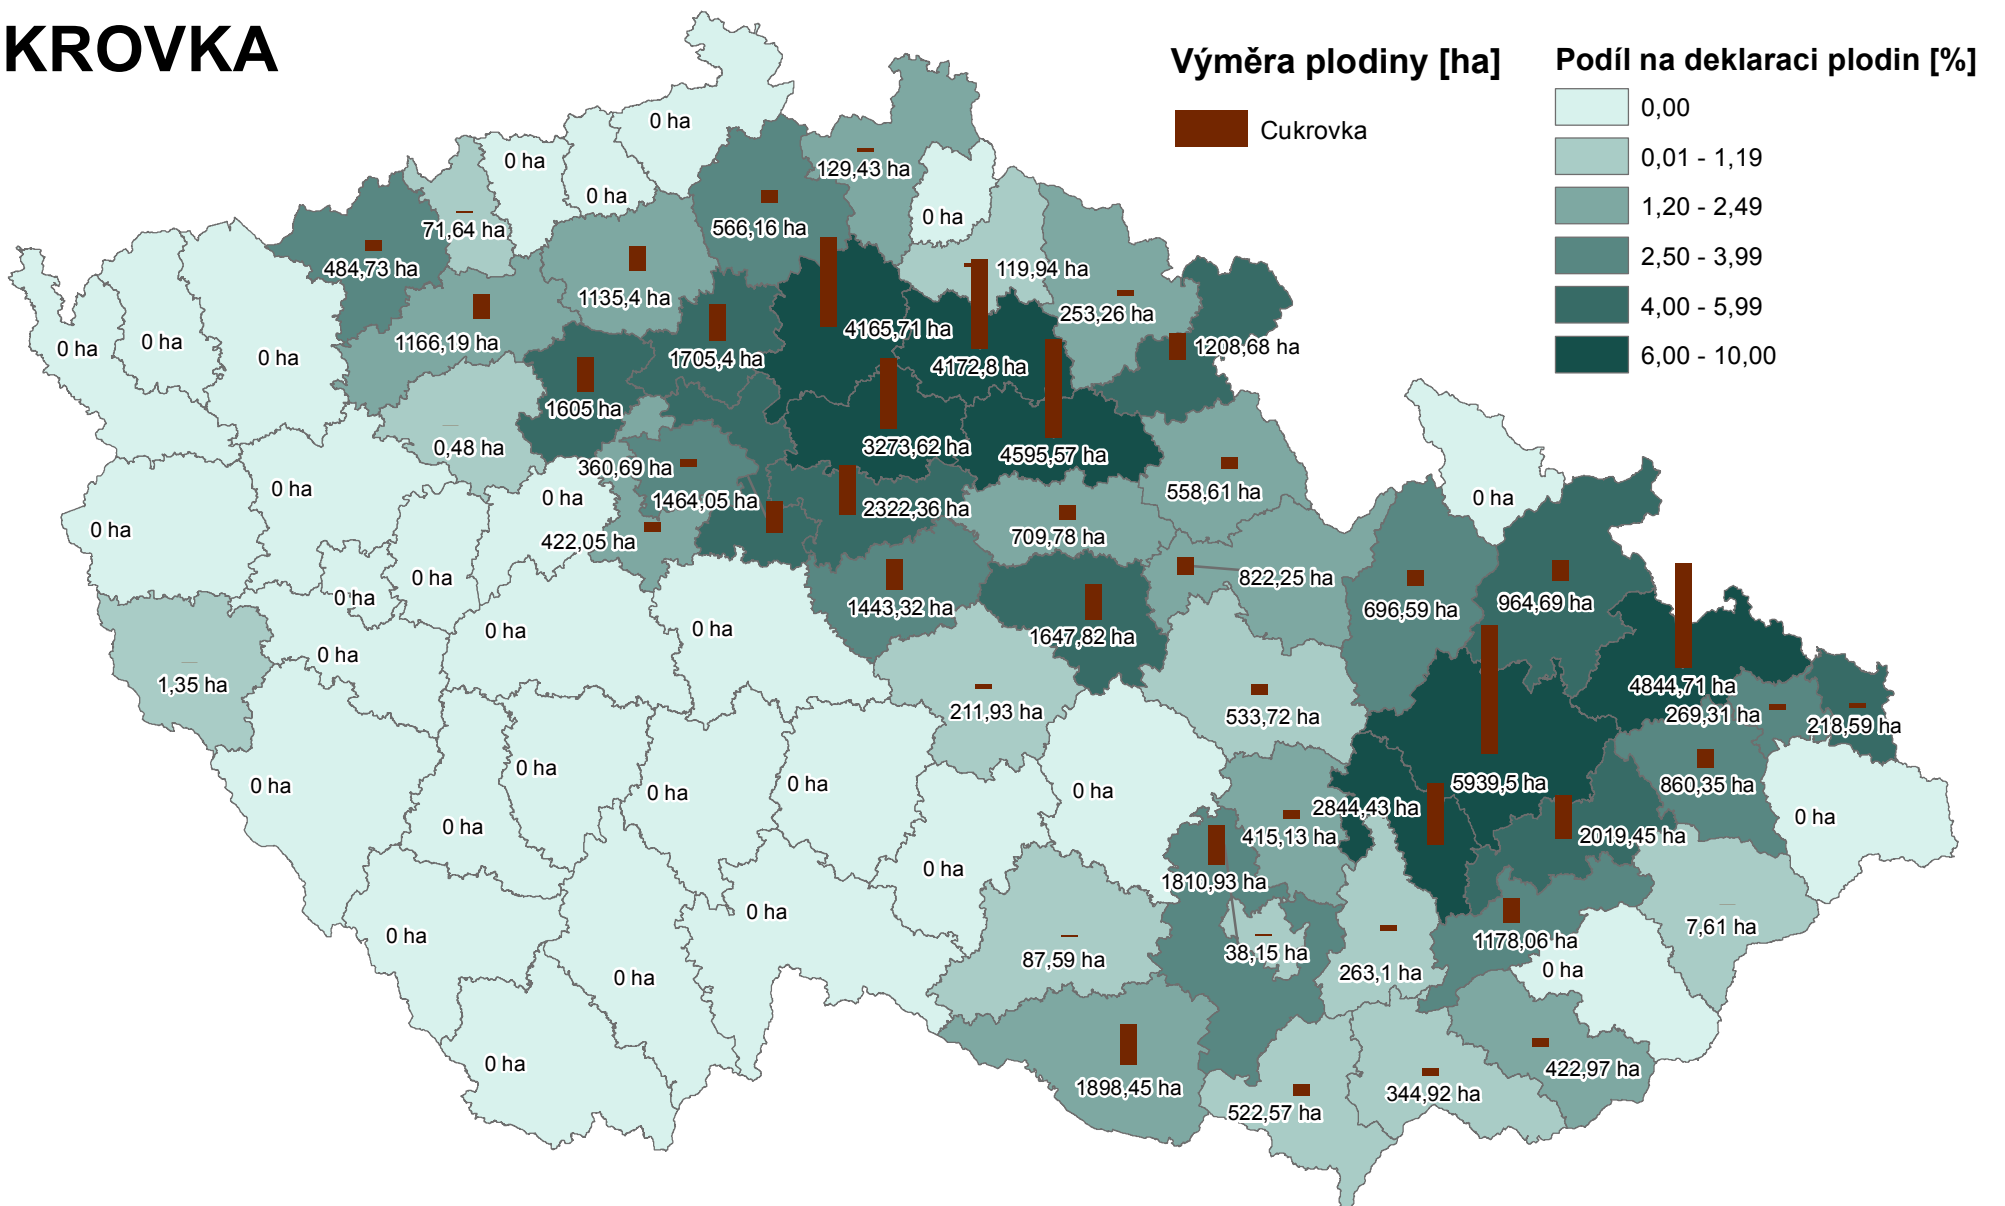 KROVKA
Výměra plodiny [ha]
Cukrovka
Podíl na deklaraci plodin [%]
0,00
0,01 - 1,19
1,20 - 2,49
2,50 - 3,99
4,00 - 5,99
6,00 - 10,00
0 ha
0 ha
0 ha
129,43 ha
0 ha
0 ha
71,64 ha
566,16 ha
484,73 ha
119,94 ha
1135,4 ha
253,26 ha
4165,71 ha
1166,19 ha
0 ha
0 ha
0 ha
1705,4 ha
4172,8 ha
1208,68 ha
1605 ha
0,48 ha
3273,62 ha
4595,57 ha
360,69 ha
0 ha
0 ha
1464,05 ha
558,61 ha
0 ha
2322,36 ha
0 ha
422,05 ha
709,78 ha
0 ha
822,25 ha
0 ha
1443,32 ha
696,59 ha
964,69 ha
0 ha
0 ha
1647,82 ha
0 ha
1,35 ha
211,93 ha
533,72 ha
4844,71 ha
269,31 ha
218,59 ha
0 ha
0 ha
0 ha
0 ha
0 ha
5939,5 ha
860,35 ha
2844,43 ha
0 ha
0 ha
415,13 ha
2019,45 ha
0 ha
1810,93 ha
0 ha
0 ha
7,61 ha
1178,06 ha
87,59 ha
38,15 ha
263,1 ha
0 ha
0 ha
0 ha
422,97 ha
1898,45 ha
344,92 ha
522,57 ha